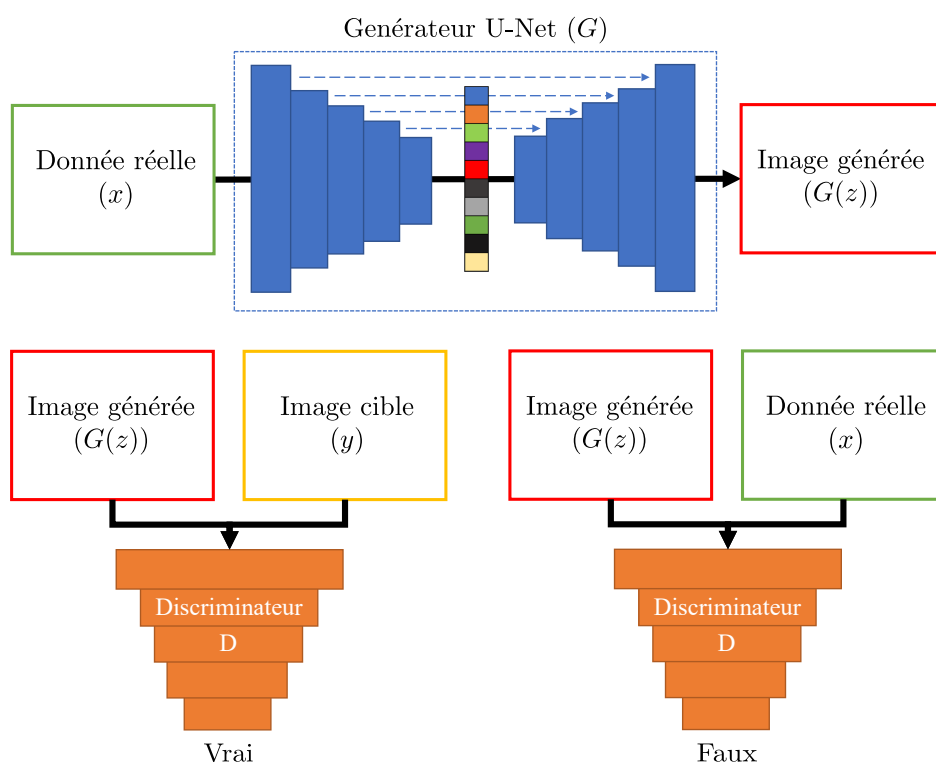 Genérateur U-Net (G)
Donnée réelle
(x)
Image générée
(G(z))
Image générée
(G(z))
Image cible
(y)
Image générée
(G(z))
Donnée réelle
(x)
Discriminateur
D
Vrai
Discriminateur
D
Faux